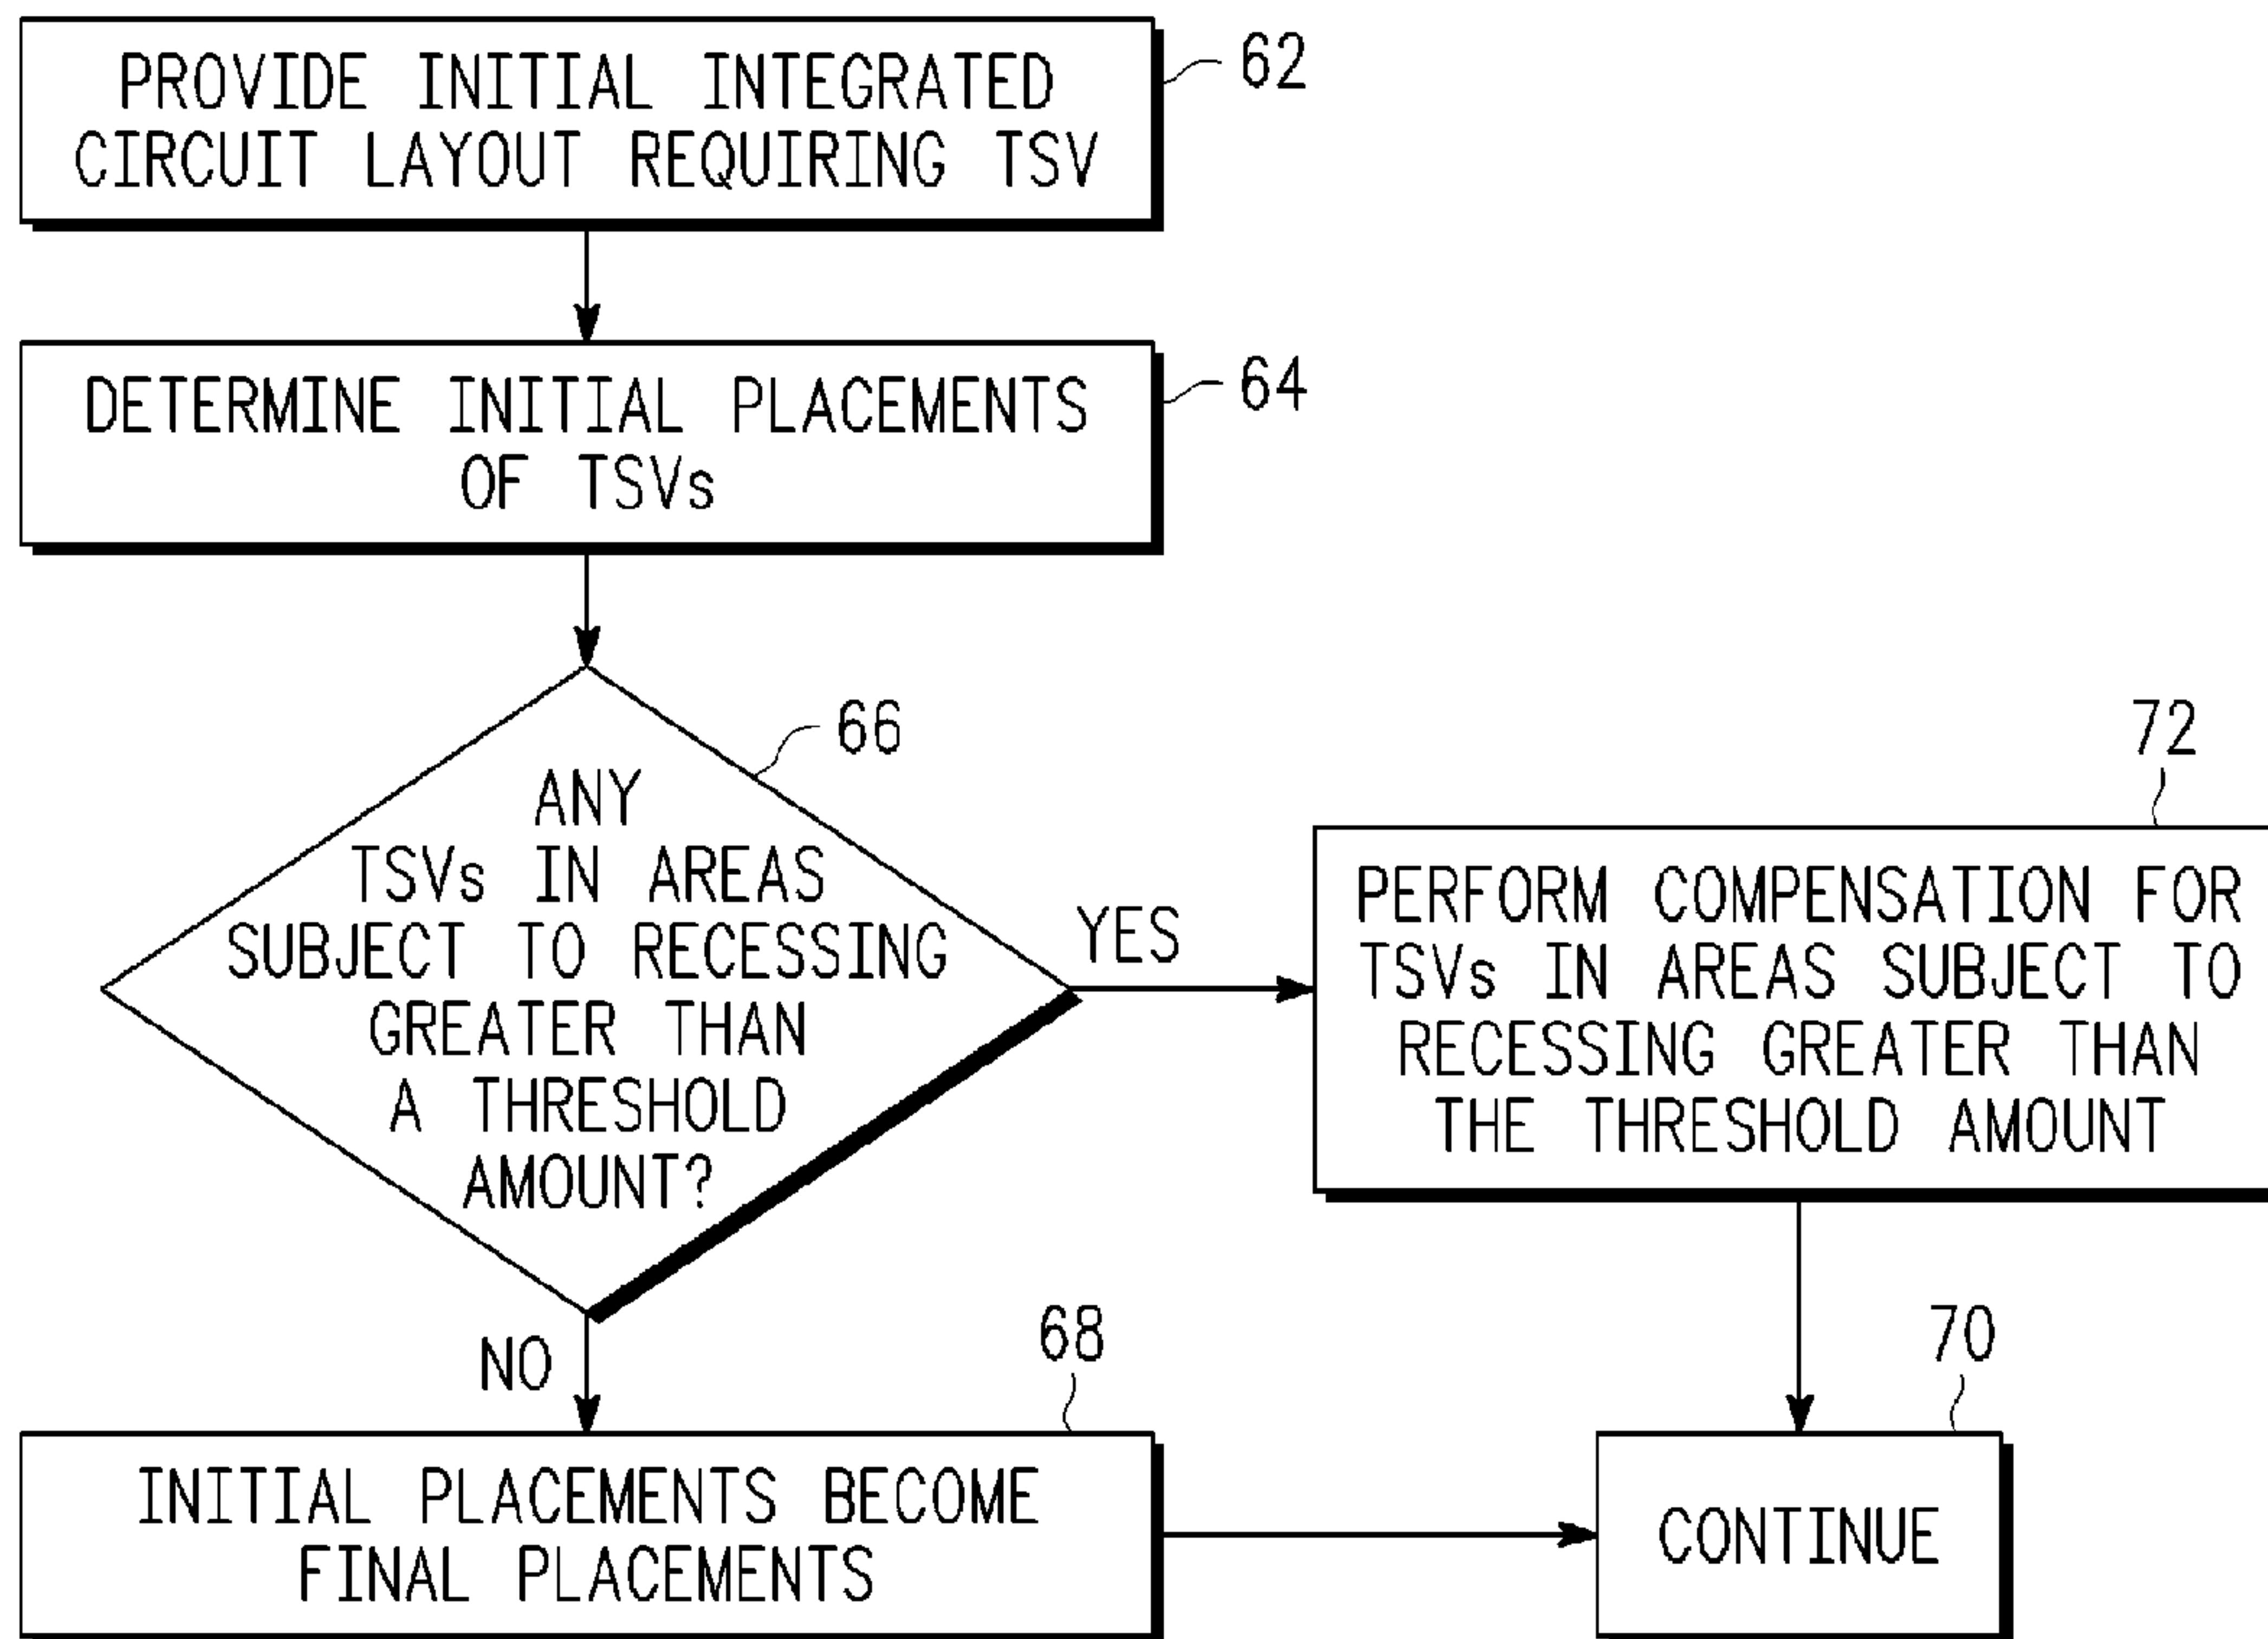 PROVIDE INITIAL INTEGRATED
CIRCUIT LAYOUT REQUIRING TSV
62
DETERMINE INITIAL PLACEMENTS
OF TSVs
64
66
ANY
TSVs IN AREAS
SUBJECT TO RECESSING
GREATER THAN
A THRESHOLD
AMOUNT?
YES
72
PERFORM COMPENSATION FOR
TSVs IN AREAS SUBJECT TO
RECESSING GREATER THAN
THE THRESHOLD AMOUNT
NO
68
INITIAL PLACEMENTS BECOME
FINAL PLACEMENTS
70
CONTINUE